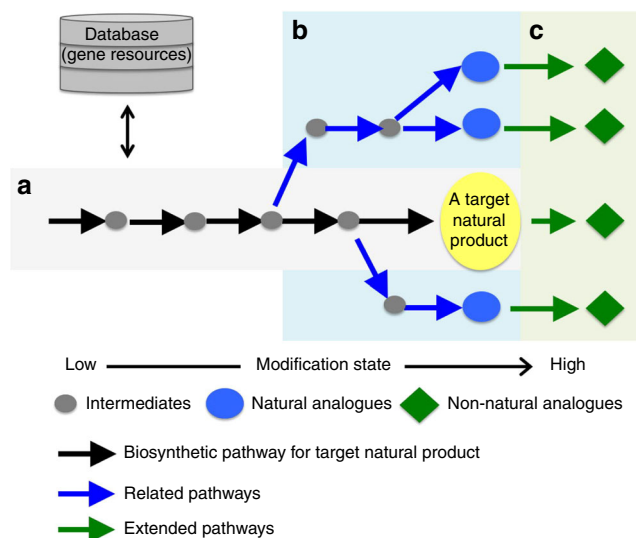 Database
(gene resources)
b
c
a
A target
natural
product
Low
Modification state
High
Intermediates
Natural analogues
Non-natural analogues
Biosynthetic pathway for target natural product
Related pathways
Extended pathways